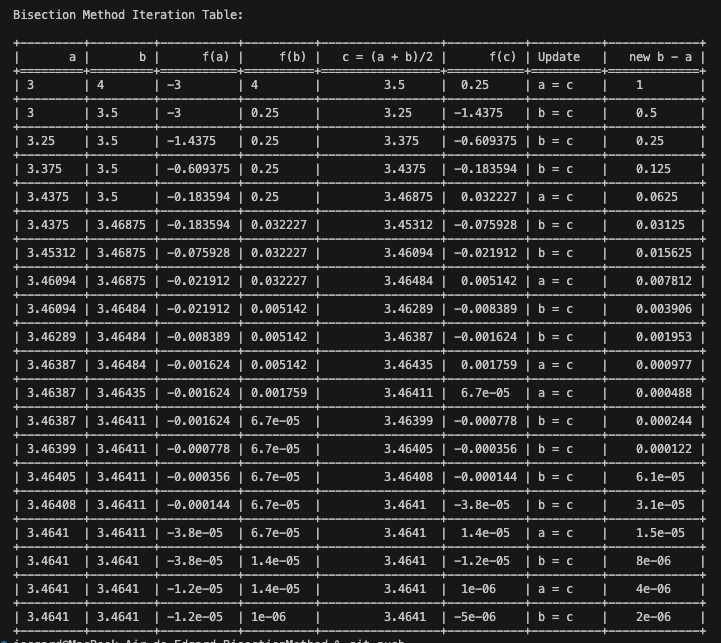 Bisection Method Iteration Table:
| a | b | f(a) | f(b) | c = (a + b)/2 | f(c) | Update | new b - a |
| 3 | 4 | -3 | 4 | 3.5 | 0.25 | a = c | 1 |
| 3 | 3.5 | -3 | 0.25 | 3.25 | -1.4375 | b = c | 0.5 |
| 3.25 | 3.5 | -1.4375 | 0.25 | 3.375 | -0.609375 | b = c | 0.25 |
| 3.375 | 3.5 | -0.609375 | 0.25 | 3.4375 | -0.183594 | b = c | 0.125 |
| 3.4375 | 3.5 | -0.183594 | 0.25 | 3.46875 | 0.032227 | a = c | 0.0625 |
| 3.4375 | 3.46875 | -0.183594 | 0.032227 | 3.45312 | -0.075928 | b = c | 0.03125 |
| 3.45312 | 3.46875 | -0.075928 | 0.032227 | 3.46094 | -0.021912 | b = c | 0.015625 |
| 3.46094 | 3.46875 | -0.021912 | 0.032227 | 3.46484 | 0.005142 | a = c | 0.007812 |
| 3.46094 | 3.46484 | -0.021912 | 0.005142 | 3.46289 | -0.008389 | b = c | 0.003906 |
| 3.46289 | 3.46484 | -0.008389 | 0.005142 | 3.46387 | -0.001624 | b = c | 0.001953 |
| 3.46387 | 3.46484 | -0.001624 | 0.005142 | 3.46435 | 0.001759 | a = c | 0.000977 |
| 3.46387 | 3.46435 | -0.001624 | 0.001759 | 3.46411 | 6.7e-05 | a = c | 0.000488 |
| 3.46387 | 3.46411 | -0.001624 | 6.7e-05 | 3.46399 | -0.000778 | b = c | 0.000244 |
| 3.46399 | 3.46411 | -0.000778 | 6.7e-05 | 3.46405 | -0.000356 | b = c | 0.000122 |
| 3.46405 | 3.46411 | -0.000356 | 6.7e-05 | 3.46408 | -0.000144 | b = c | 6.1e-05 |
| 3.46408 | 3.46411 | -0.000144 | 6.7e-05 | 3.4641 | -3.8e-05 | b = c | 3.1e-05 |
| 3.4641 | 3.46411 | -3.8e-05 | 6.7e-05 | 3.4641 | 1.4e-05 | a = c | 1.5e-05 |
| 3.4641 | 3.4641 | -3.8e-05 | 1.4e-05 | 3.4641 | -1.2e-05 | b = c | 8e-06 |
| 3.4641 | 3.4641 | -1.2e-05 | 1.4e-05 | 3.4641 | 1e-06 | a = c | 4e-06 |
| 3.4641 | 3.4641 | -1.2e-05 | 1e-06 | 3.4641 | -5e-06 | b = c | 2e-06 |